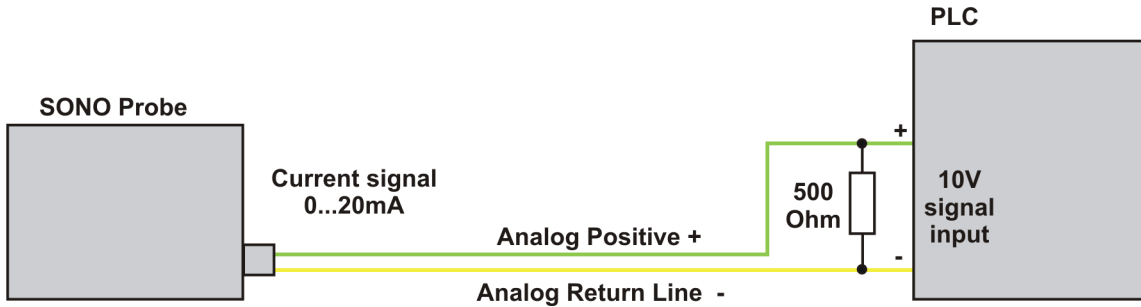 PLC
SONO Probe
Current signal
0...20mA
+
500
Ohm
10V
signal
input
Analog Positive +
-
Analog Return Line -